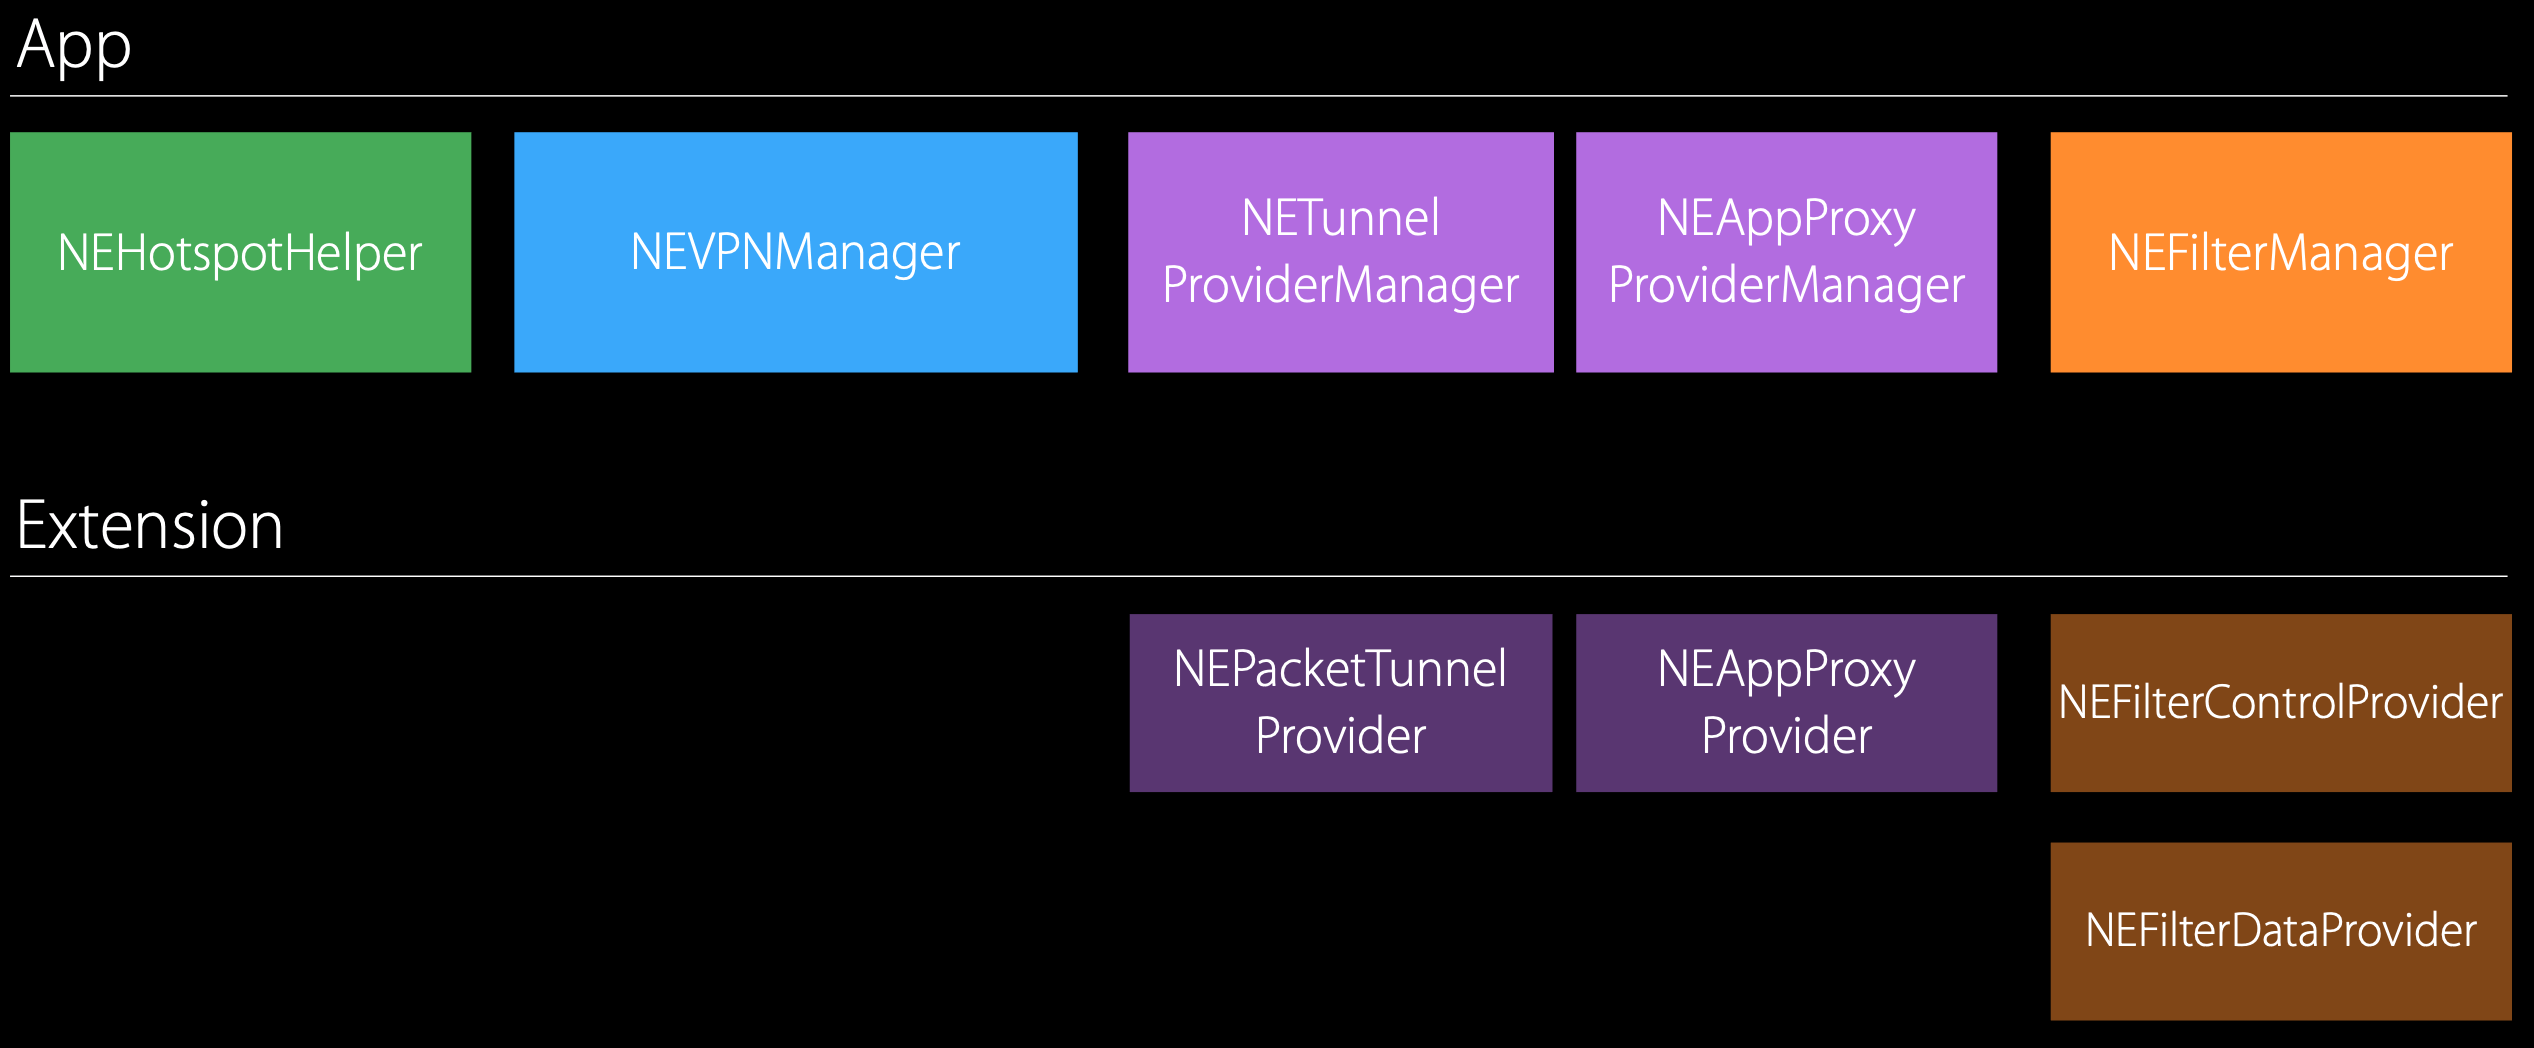 App
NEHotspotHelper
NEVPNManager
NETunnel
ProviderManager
NEAppProxy
ProviderManager
NEFilterManager
Extension
NEPacketTunnel
Provider
NEAppProxy
Provider
NEFilterControlProvider
NEFilterDataProvider